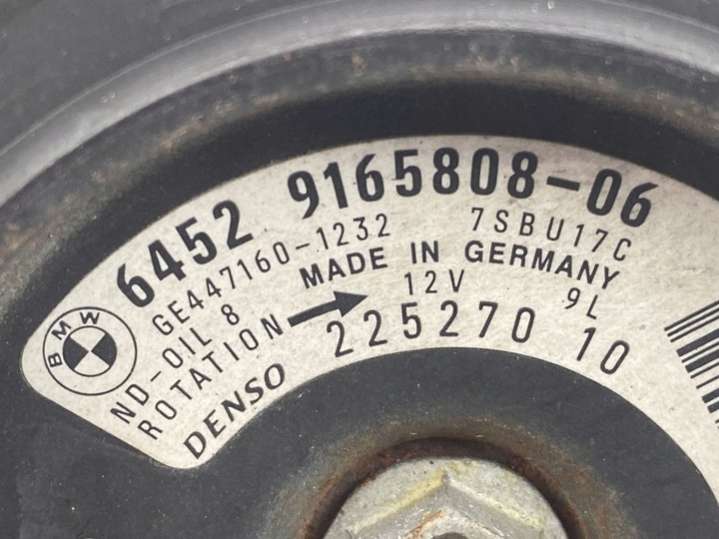 BMW
6452 9165808-06
GE447160-1232 7SBU17C
MADE IN GERMANY
ND-OIL 8 12V 9L
ROTATION 225270 10
DENSO